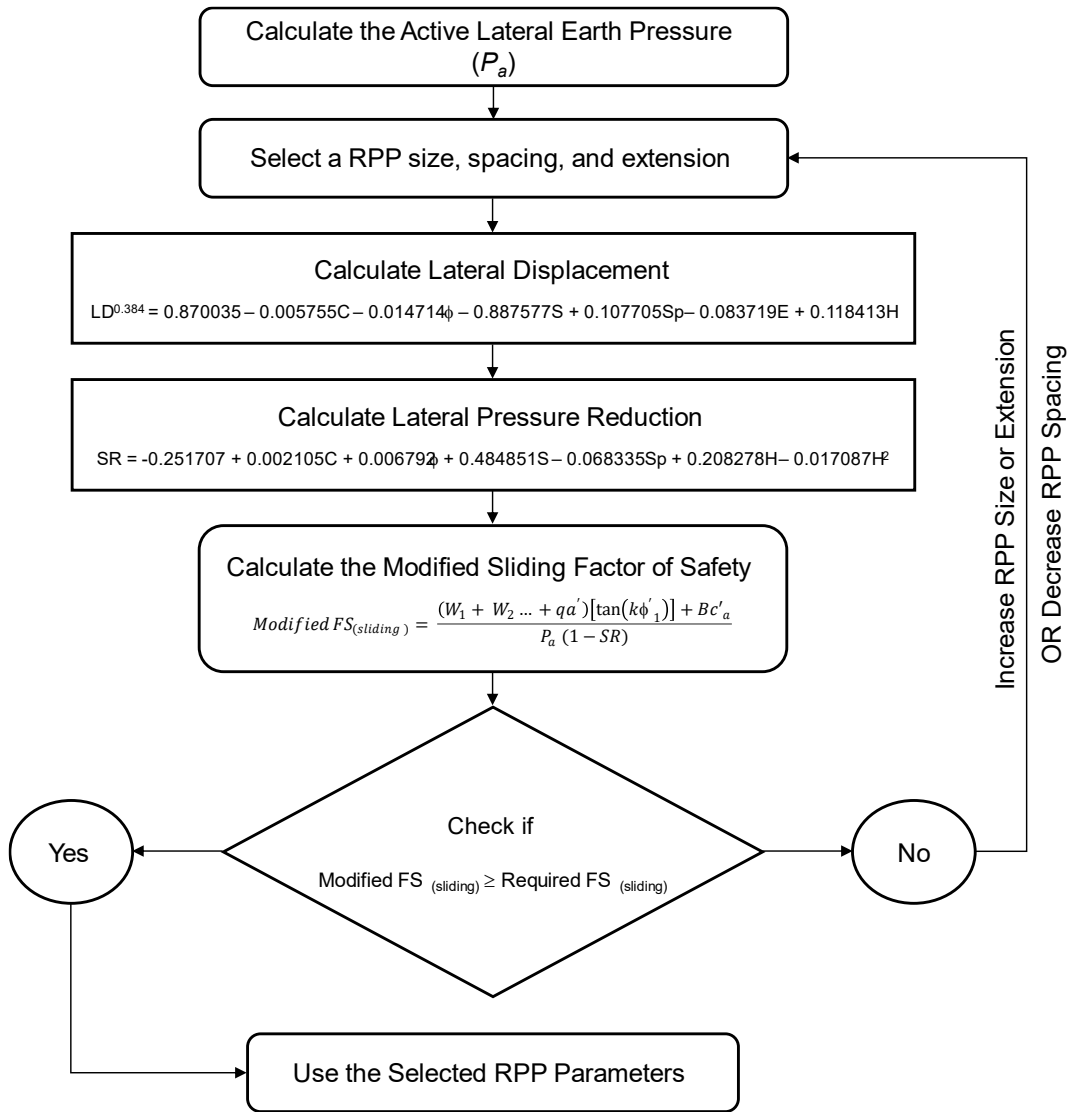 Calculate the Active Lateral Earth Pressure
(Pₐ)
Select a RPP size, spacing, and extension
Calculate Lateral Displacement
LD^0.384 = 0.870035 – 0.005755C – 0.014714ϕ – 0.887577S + 0.107705Sp– 0.083719E + 0.118413H
Calculate Lateral Pressure Reduction
SR = -0.251707 + 0.002105C + 0.006792ϕ + 0.484851S – 0.068335Sp + 0.208278H– 0.017087H²
Calculate the Modified Sliding Factor of Safety
Modified FS(sliding) = (W₁ + W₂ … + qa′)[tan(kϕ′₁)] + Bc′ₐ / Pₐ (1 − SR)
Check if
Modified FS (sliding) ≥ Required FS (sliding)
Yes
No
Increase RPP Size or Extension
OR Decrease RPP Spacing
Use the Selected RPP Parameters